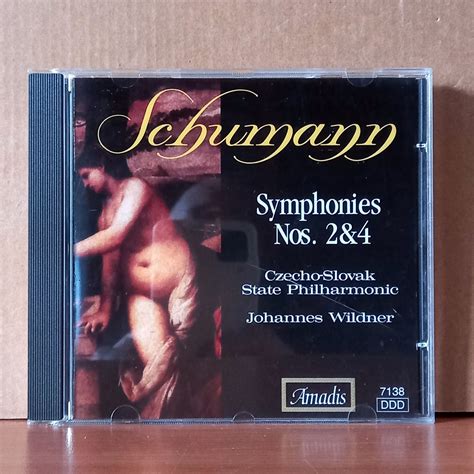 Schumann
Symphonies
Nos. 2&4
Czecho-Slovak
State Philharmonic
Johannes Wildner
Amadis
7138
DDD